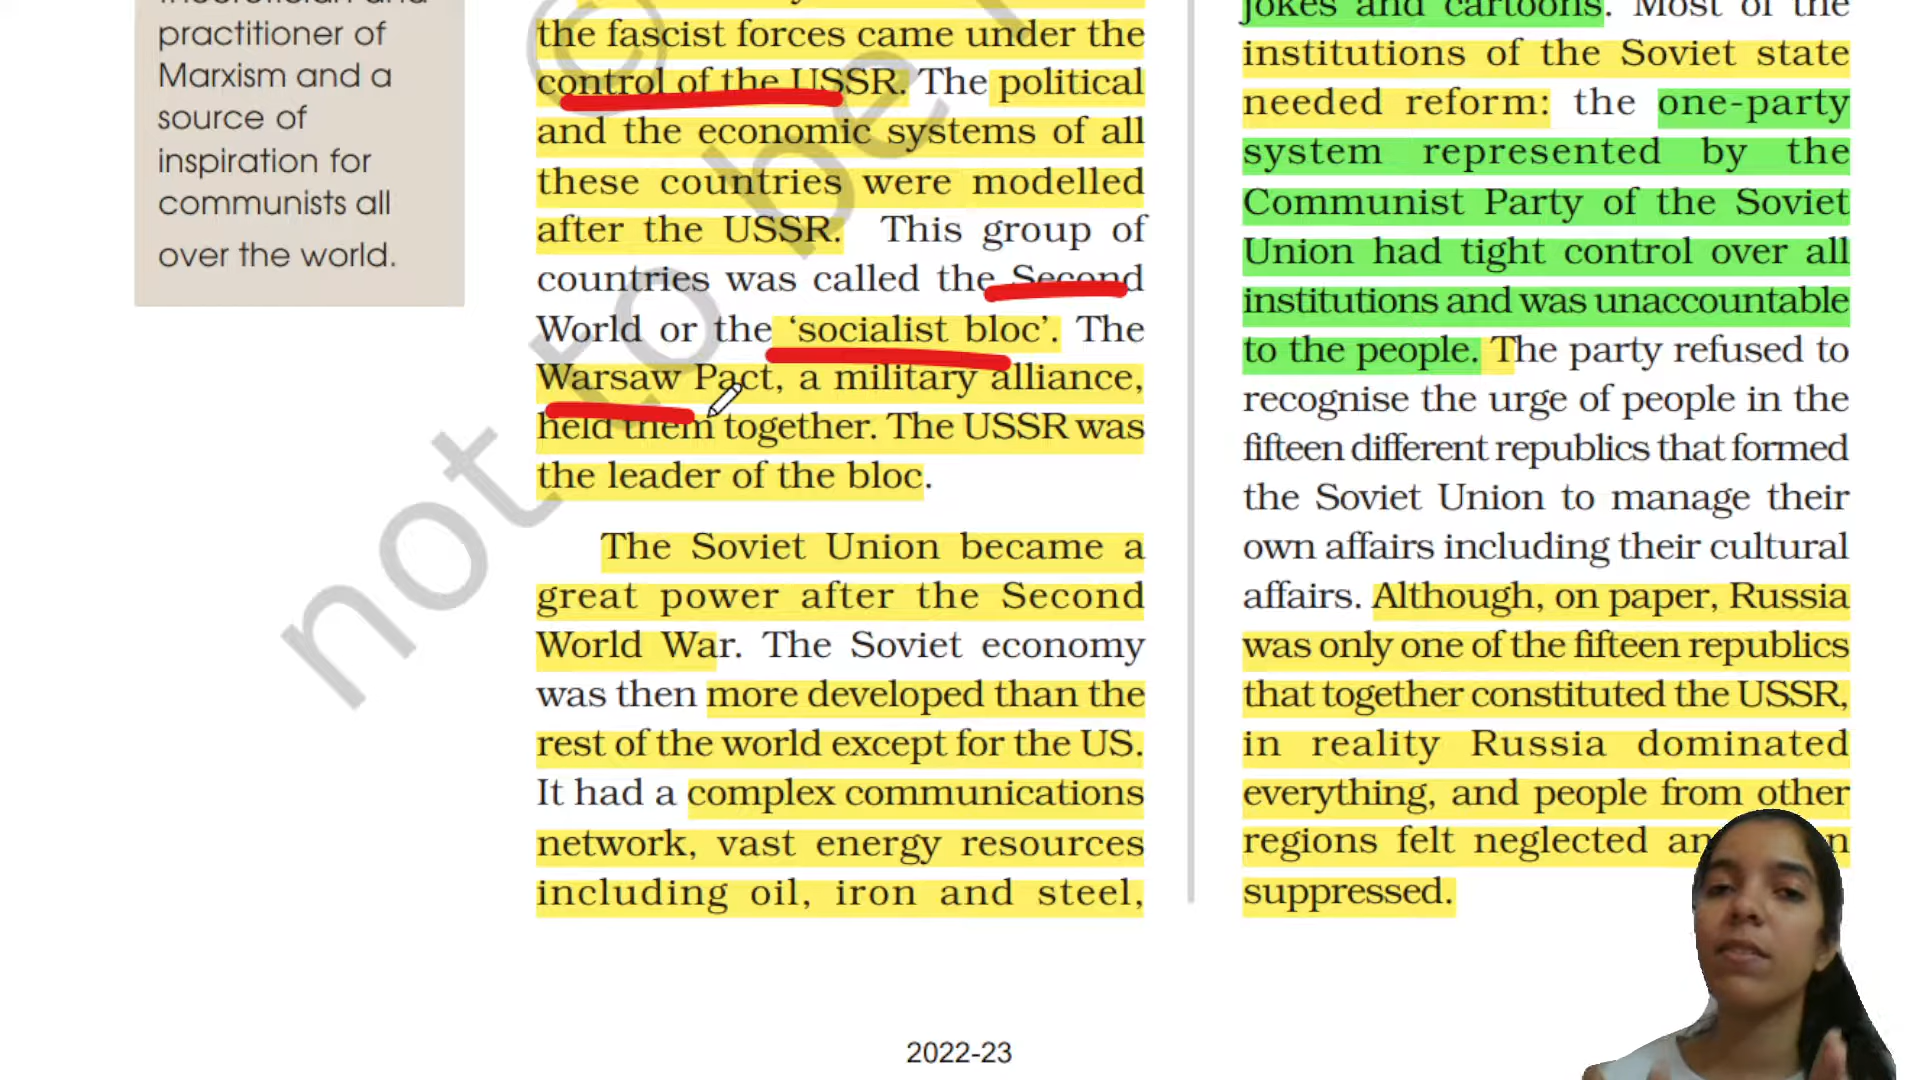 practitioner of
Marxism and a
source of
inspiration for
communists all
over the world.
the fascist forces came under the
control of the USSR. The political
and the economic systems of all
these countries were modelled
after the USSR. This group of
countries was called the Second
World or the ‘socialist bloc’. The
Warsaw Pact, a military alliance,
held them together. The USSR was
the leader of the bloc.
The Soviet Union became a
great power after the Second
World War. The Soviet economy
was then more developed than the
rest of the world except for the US.
It had a complex communications
network, vast energy resources
including oil, iron and steel,
jokes and cartoons. Most of the
institutions of the Soviet state
needed reform: the one-party
system represented by the
Communist Party of the Soviet
Union had tight control over all
institutions and was unaccountable
to the people. The party refused to
recognise the urge of people in the
fifteen different republics that formed
the Soviet Union to manage their
own affairs including their cultural
affairs. Although, on paper, Russia
was only one of the fifteen republics
that together constituted the USSR,
in reality Russia dominated
everything, and people from other
regions felt neglected
suppressed.
not to be
©
2022-23